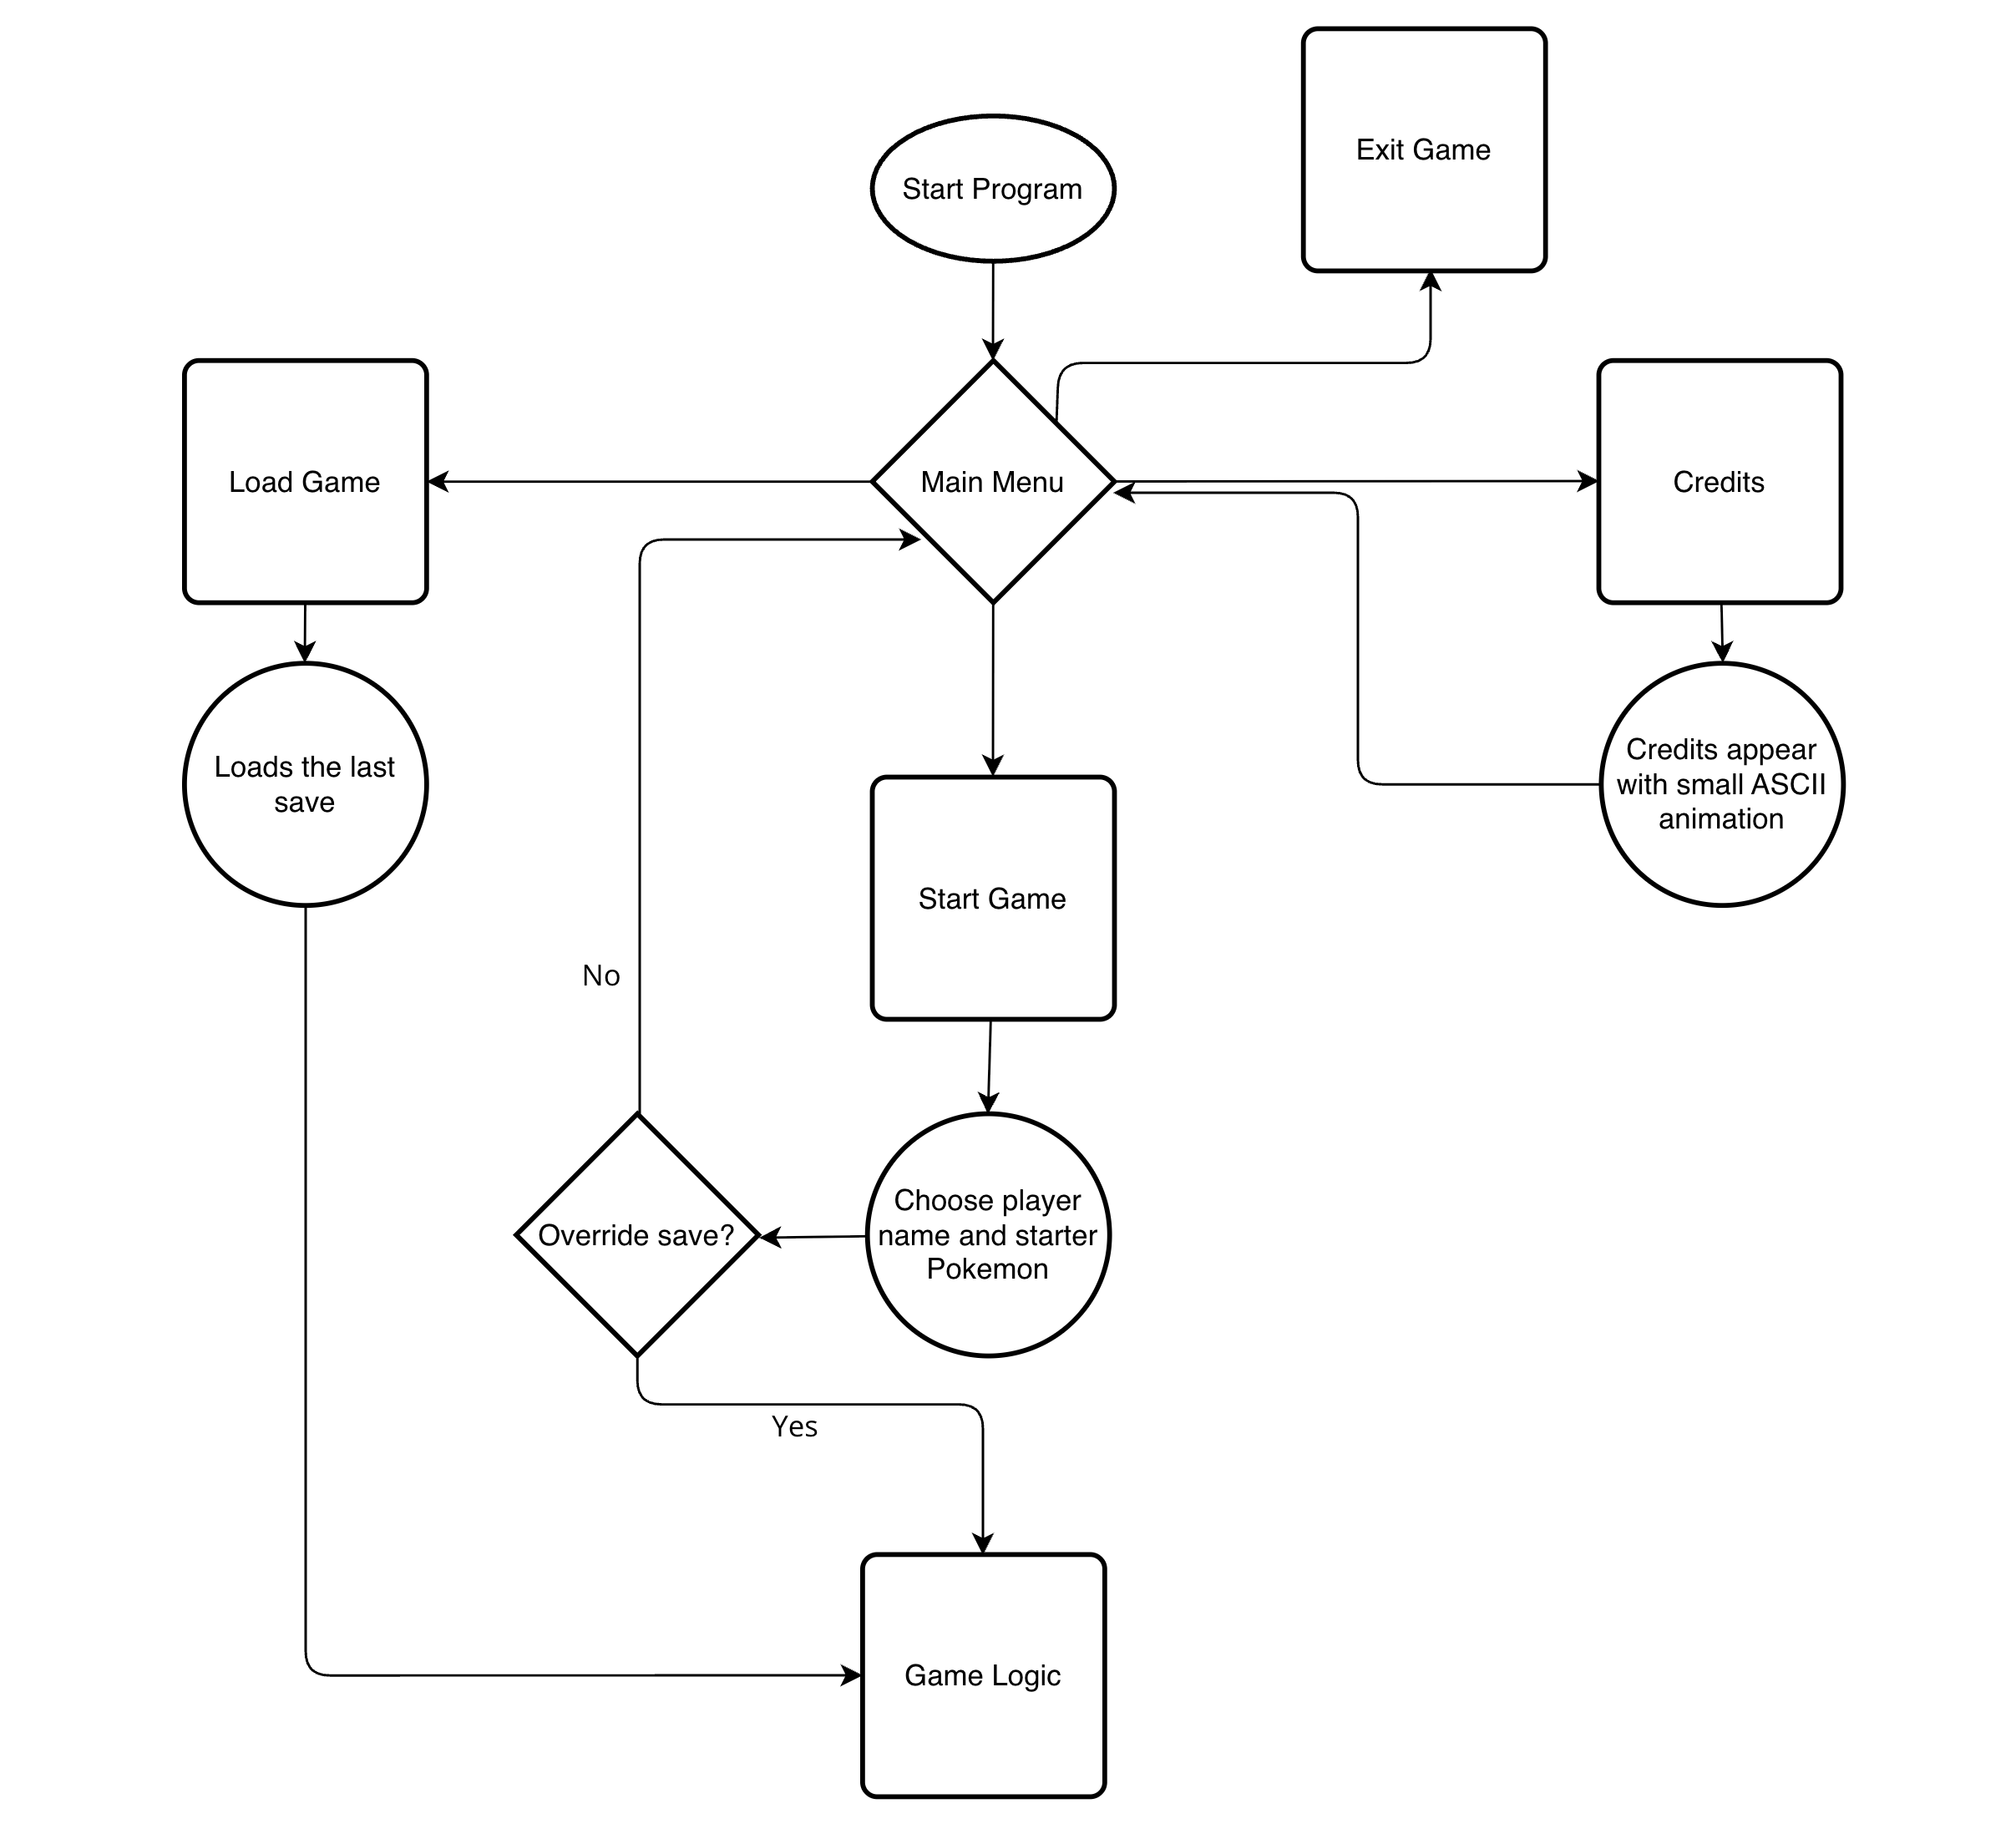 Exit Game
Start Program
Load Game
Main Menu
Credits
Loads the last
save
Credits appear
with small ASCII
animation
Start Game
No
Choose player
name and starter
Pokemon
Override save?
Yes
Game Logic